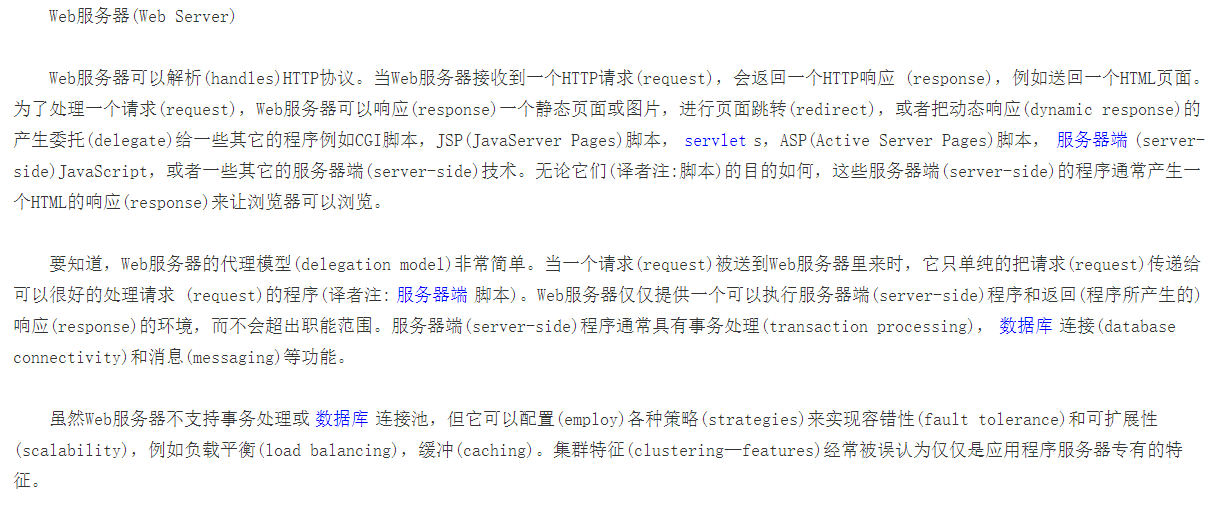 Web服务器(Web Server)
Web服务器可以解析(handles)HTTP协议。当Web服务器接收到一个HTTP请求(request)，会返回一个HTTP响应 (response)，例如送回一个HTML页面。
为了处理一个请求(request)，Web服务器可以响应(response)一个静态页面或图片，进行页面跳转(redirect)，或者把动态响应(dynamic response)的
产生委托(delegate)给一些其它的程序例如CGI脚本，JSP(JavaServer Pages)脚本， servlet s，ASP(Active Server Pages)脚本， 服务器端 (server-
side)JavaScript，或者一些其它的服务器端(server-side)技术。无论它们(译者注:脚本)的目的如何，这些服务器端(server-side)的程序通常产生一
个HTML的响应(response)来让浏览器可以浏览。
要知道，Web服务器的代理模型(delegation model)非常简单。当一个请求(request)被送到Web服务器里来时，它只单纯的把请求(request)传递给
可以很好的处理请求 (request)的程序(译者注: 服务器端 脚本)。Web服务器仅仅提供一个可以执行服务器端(server-side)程序和返回(程序所产生的)
响应(response)的环境，而不会超出职能范围。服务器端(server-side)程序通常具有事务处理(transaction processing)， 数据库 连接(database
connectivity)和消息(messaging)等功能。
虽然Web服务器不支持事务处理或 数据库 连接池，但它可以配置(employ)各种策略(strategies)来实现容错性(fault tolerance)和可扩展性
(scalability)，例如负载平衡(load balancing)，缓冲(caching)。集群特征(clustering—features)经常被误认为仅仅是应用程序服务器专有的特
征。